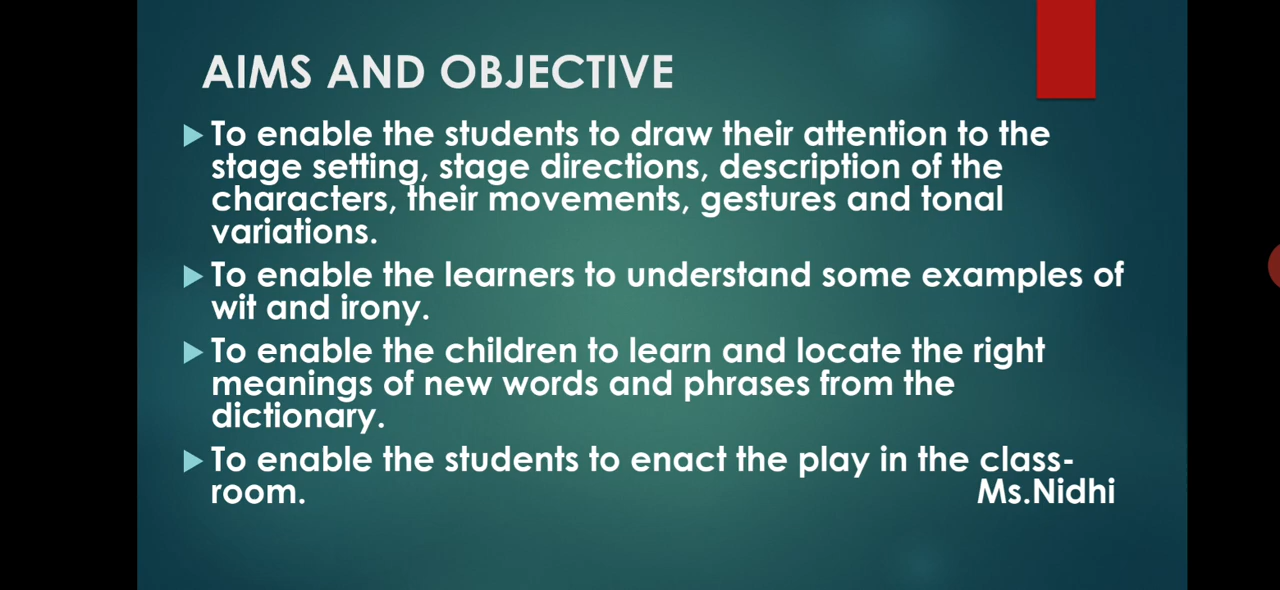 AIMS AND OBJECTIVE
To enable the students to draw their attention to the
stage setting, stage directions, description of the
characters, their movements, gestures and tonal
variations.
To enable the learners to understand some examples of
wit and irony.
To enable the children to learn and locate the right
meanings of new words and phrases from the
dictionary.
To enable the students to enact the play in the class-
room. Ms.Nidhi